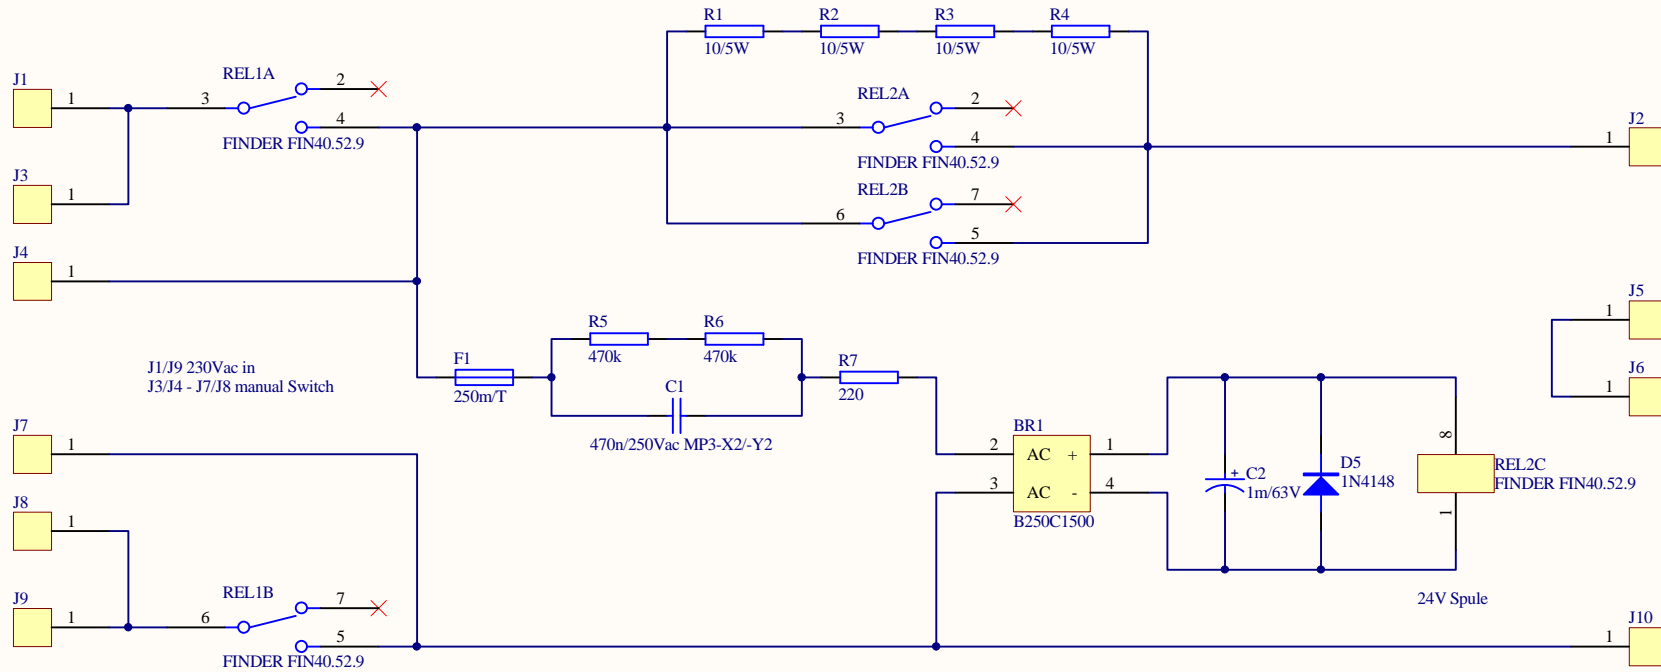 R1
R2
R3
R4
10/5W
10/5W
10/5W
10/5W
J1
1
3
REL1A
2
4
FINDER FIN40.52.9
J3
1
REL2A
3
2
4
FINDER FIN40.52.9
J2
1
REL2B
6
7
5
FINDER FIN40.52.9
J4
1
J5
1
J6
1
R5
470k
R6
470k
J1/J9 230Vac in
J3/J4 - J7/J8 manual Switch
F1
250m/T
C1
470n/250Vac MP3-X2/-Y2
R7
220
J7
1
BR1
2
AC
+
1
3
AC
-
4
B250C1500
+
C2
1m/63V
D5
1N4148
8
REL2C
FINDER FIN40.52.9
1
24V Spule
J8
1
J9
1
6
REL1B
7
5
FINDER FIN40.52.9
J10
1